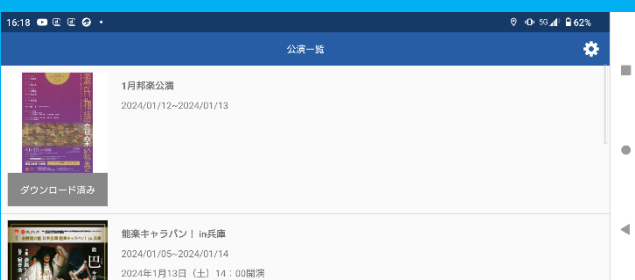 16:18
5G 62%
公演一覧
1月邦楽公演
2024/01/12~2024/01/13
ダウンロード済み
能楽キャラバン！ in兵庫
2024/01/05~2024/01/14
2024年1月13日（土）14：00開演